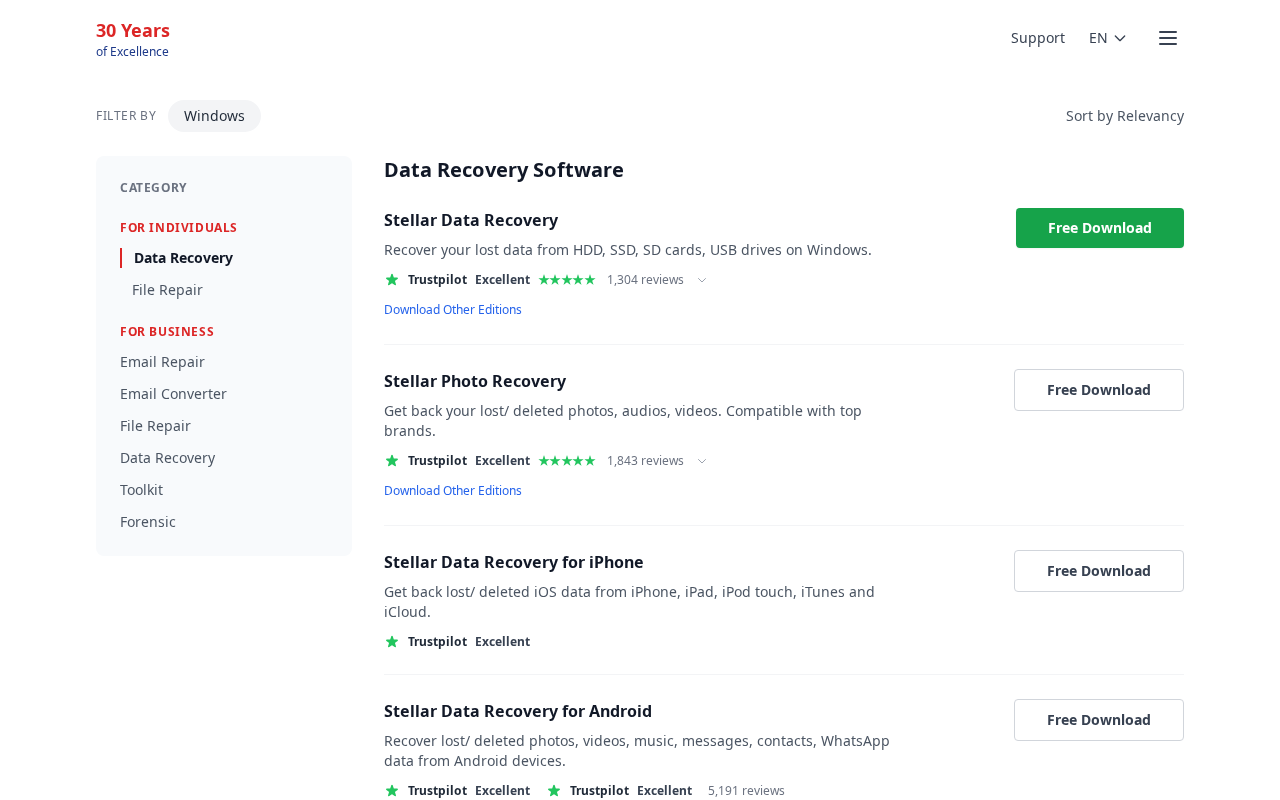 30 Years
of Excellence
Support
EN
FILTER BY
Windows
Sort by Relevancy
CATEGORY
FOR INDIVIDUALS
Data Recovery
File Repair
FOR BUSINESS
Email Repair
Email Converter
File Repair
Data Recovery
Toolkit
Forensic
Data Recovery Software
Stellar Data Recovery
Free Download
Recover your lost data from HDD, SSD, SD cards, USB drives on Windows.
Trustpilot Excellent ★★★★★ 1,304 reviews
Download Other Editions
Stellar Photo Recovery
Free Download
Get back your lost/ deleted photos, audios, videos. Compatible with top
brands.
Trustpilot Excellent ★★★★★ 1,843 reviews
Download Other Editions
Stellar Data Recovery for iPhone
Free Download
Get back lost/ deleted iOS data from iPhone, iPad, iPod touch, iTunes and
iCloud.
Trustpilot Excellent
Stellar Data Recovery for Android
Free Download
Recover lost/ deleted photos, videos, music, messages, contacts, WhatsApp
data from Android devices.
Trustpilot Excellent Trustpilot Excellent 5,191 reviews